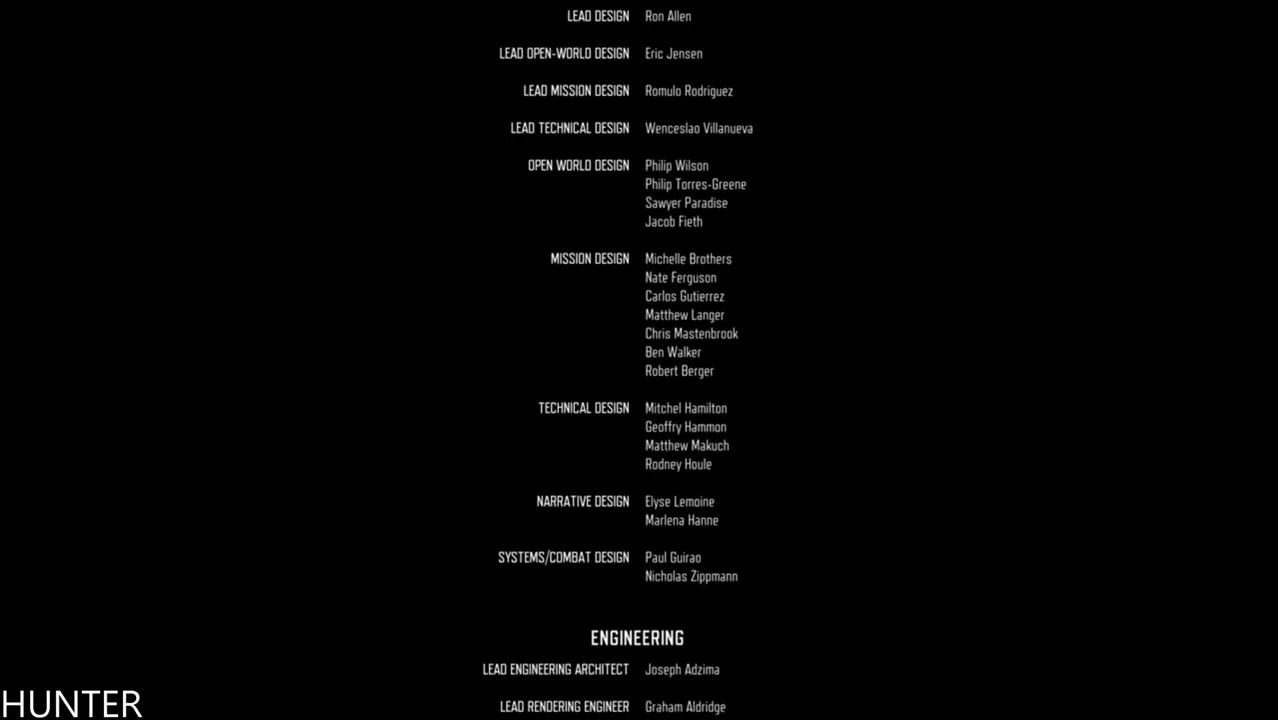 LEAD DESIGN Ron Allen
LEAD OPEN-WORLD DESIGN Eric Jensen
LEAD MISSION DESIGN Romulo Rodriguez
LEAD TECHNICAL DESIGN Wenceslao Villanueva
OPEN WORLD DESIGN Philip Wilson
Philip Torres-Greene
Sawyer Paradise
Jacob Fieth
MISSION DESIGN Michelle Brothers
Nate Ferguson
Carlos Gutierrez
Matthew Langer
Chris Mastenbrook
Ben Walker
Robert Berger
TECHNICAL DESIGN Mitchel Hamilton
Geoffry Hammon
Matthew Makuch
Rodney Houle
NARRATIVE DESIGN Elyse Lemoine
Marlena Hanne
SYSTEMS/COMBAT DESIGN Paul Guirao
Nicholas Zippmann
ENGINEERING
LEAD ENGINEERING ARCHITECT Joseph Adzima
LEAD RENDERING ENGINEER Graham Aldridge
HUNTER